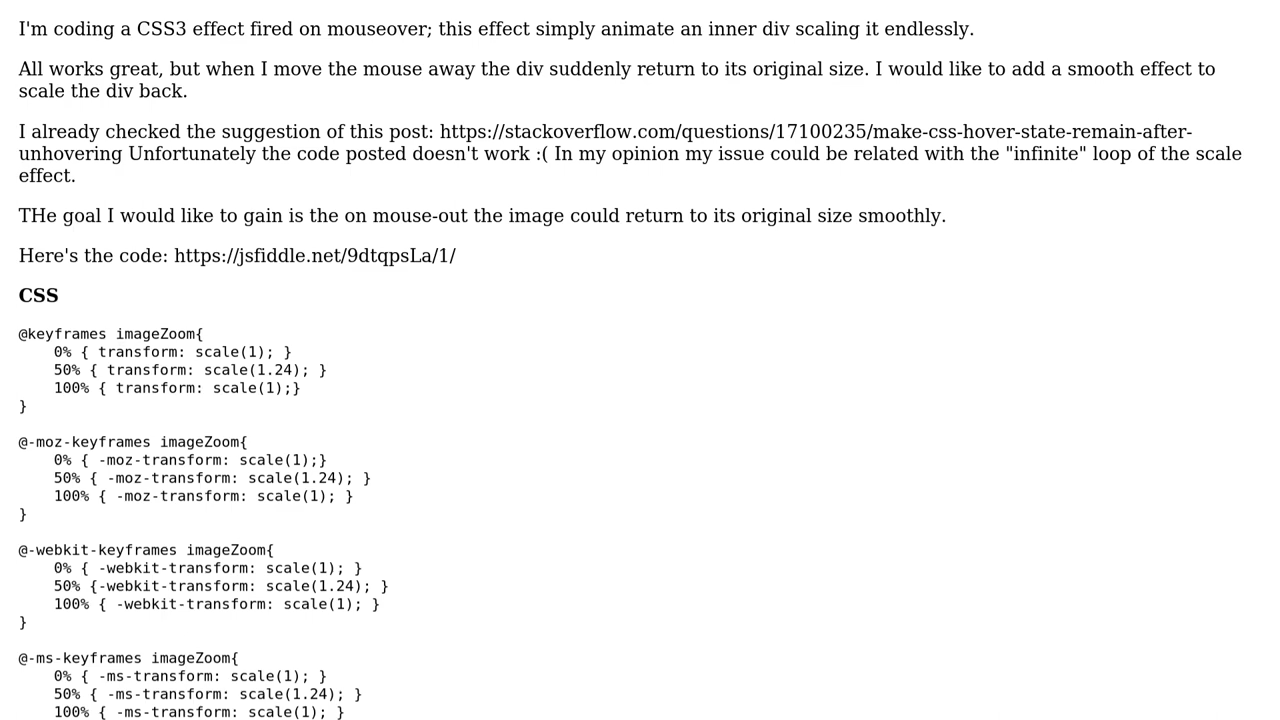 I'm coding a CSS3 effect fired on mouseover; this effect simply animate an inner div scaling it endlessly.
All works great, but when I move the mouse away the div suddenly return to its original size. I would like to add a smooth effect to
scale the div back.
I already checked the suggestion of this post: https://stackoverflow.com/questions/17100235/make-css-hover-state-remain-after-
unhovering Unfortunately the code posted doesn't work :( In my opinion my issue could be related with the "infinite" loop of the scale
effect.
THe goal I would like to gain is the on mouse-out the image could return to its original size smoothly.
Here's the code: https://jsfiddle.net/9dtqpsLa/1/
CSS
@keyframes imageZoom{
    0% { transform: scale(1); }
    50% { transform: scale(1.24); }
    100% { transform: scale(1);}
}
@-moz-keyframes imageZoom{
    0% { -moz-transform: scale(1);}
    50% { -moz-transform: scale(1.24); }
    100% { -moz-transform: scale(1); }
}
@-webkit-keyframes imageZoom{
    0% { -webkit-transform: scale(1); }
    50% {-webkit-transform: scale(1.24); }
    100% { -webkit-transform: scale(1); }
}
@-ms-keyframes imageZoom{
    0% { -ms-transform: scale(1); }
    50% { -ms-transform: scale(1.24); }
    100% { -ms-transform: scale(1); }